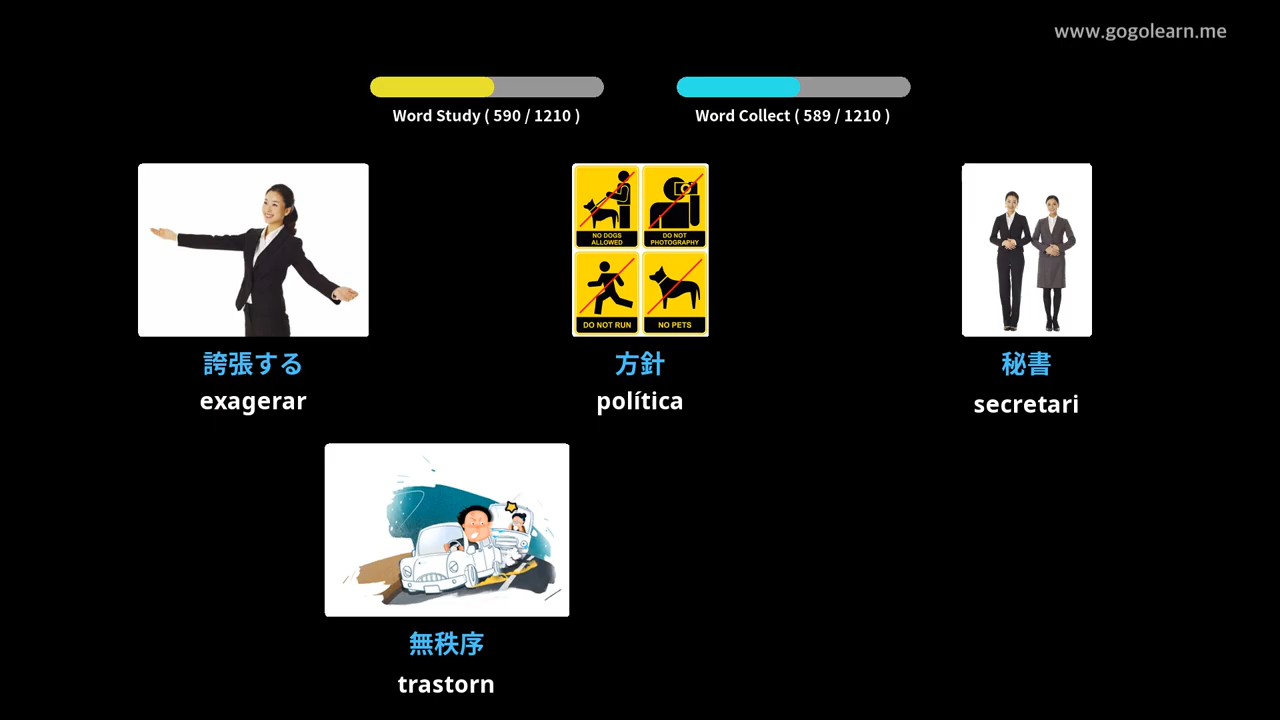 www.gogolearn.me
Word Study ( 590 / 1210 )
Word Collect ( 589 / 1210 )
NO DOGS
ALLOWED
DO NOT
PHOTOGRAPHY
DO NOT RUN
NO PETS
誇張する
exagerar
方針
política
秘書
secretari
無秩序
trastorn